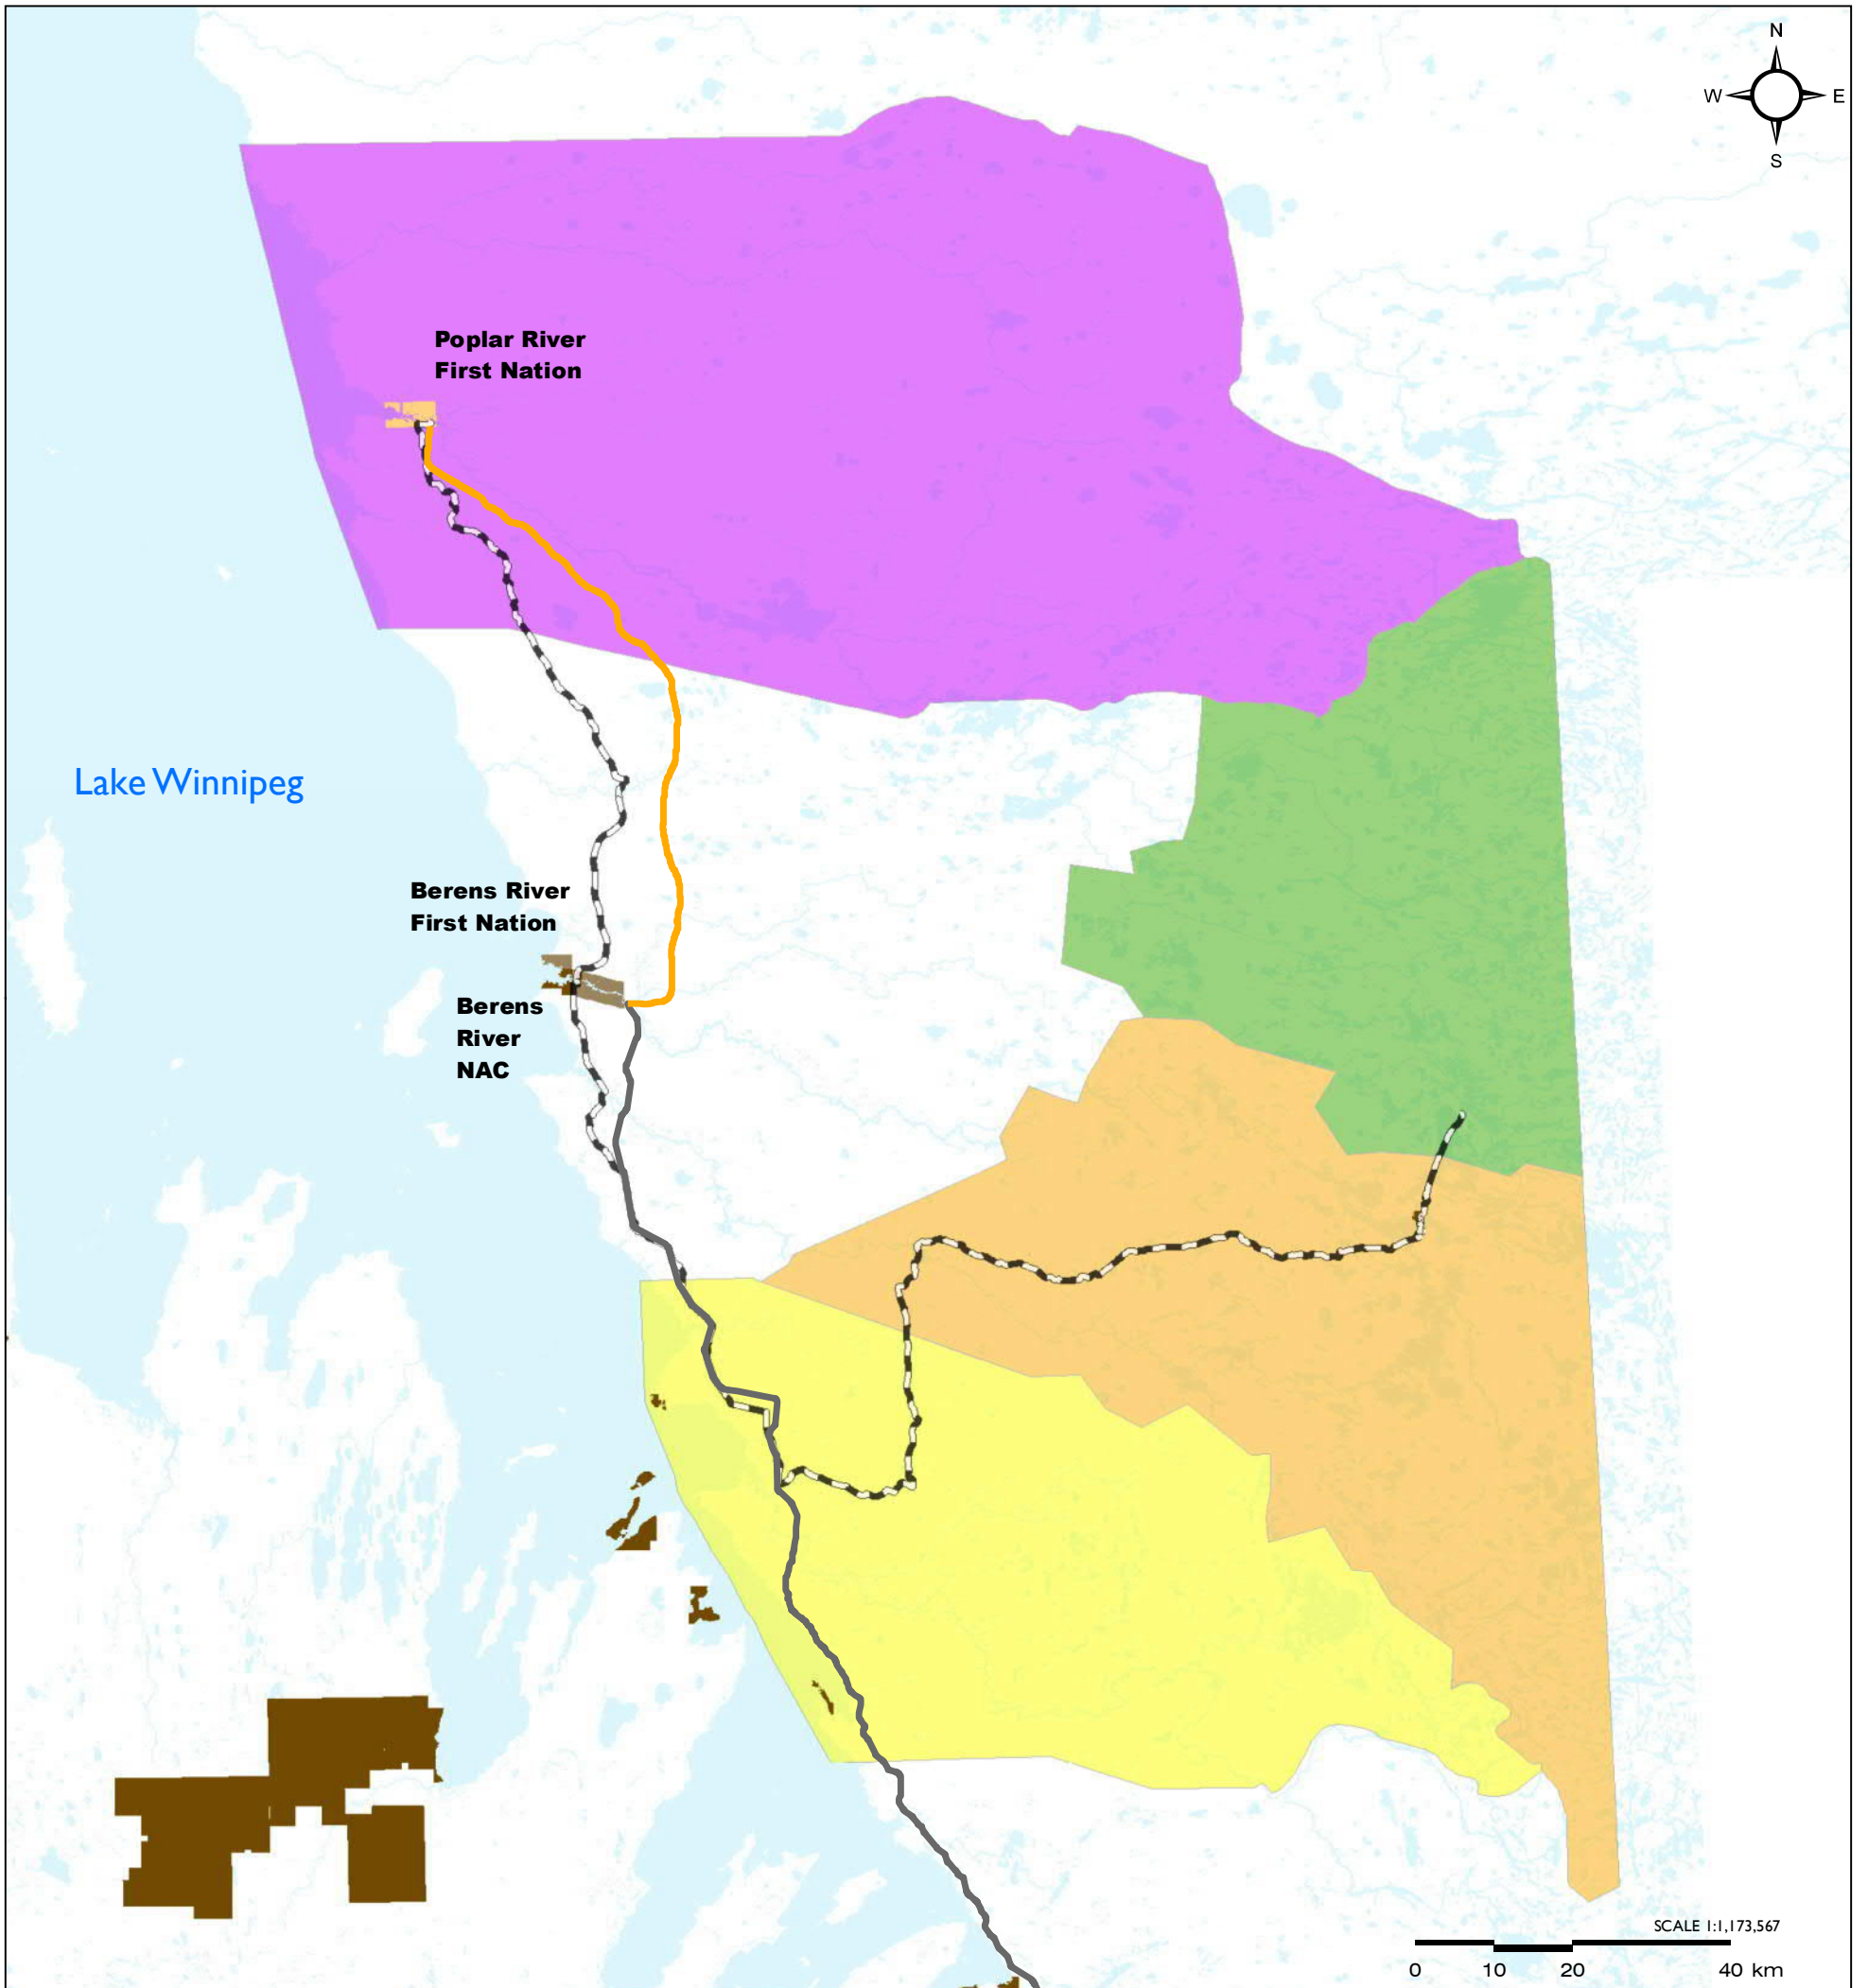 N
W E
S
Poplar River
First Nation
Lake Winnipeg
Berens River
First Nation
Berens
River
NAC
SCALE 1:1,173,567
0 10 20 40 km